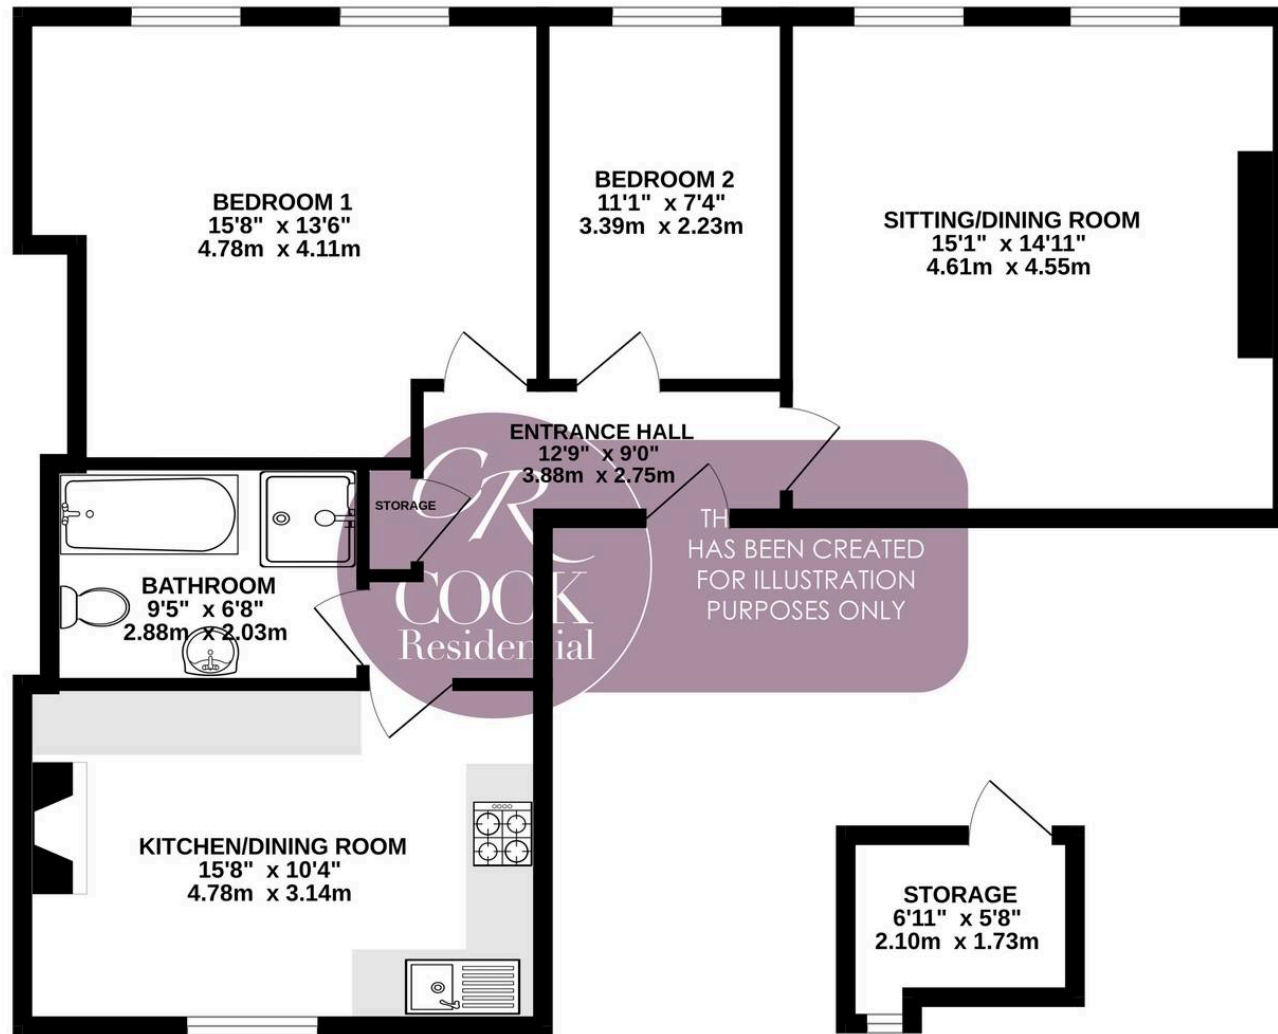 BEDROOM 1
15'8" x 13'6"
4.78m x 4.11m
BEDROOM 2
11'1" x 7'4"
3.39m x 2.23m
SITTING/DINING ROOM
15'1" x 14'11"
4.61m x 4.55m
ENTRANCE HALL
12'9" x 9'0"
3.88m x 2.75m
STORAGE
CR
COOK
Residential
TH
HAS BEEN CREATED
FOR ILLUSTRATION
PURPOSES ONLY
BATHROOM
9'5" x 6'8"
2.88m x 2.03m
KITCHEN/DINING ROOM
15'8" x 10'4"
4.78m x 3.14m
STORAGE
6'11" x 5'8"
2.10m x 1.73m